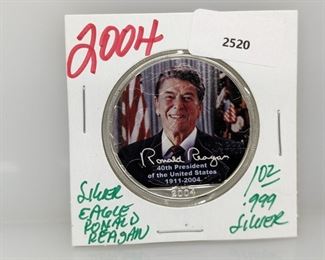 2004
2520
Ronald Reagan
40th President
of the United States
1911-2004
2004
SILVER
EAGLE
RONALD
REAGAN
1OZ
.999
SILVER